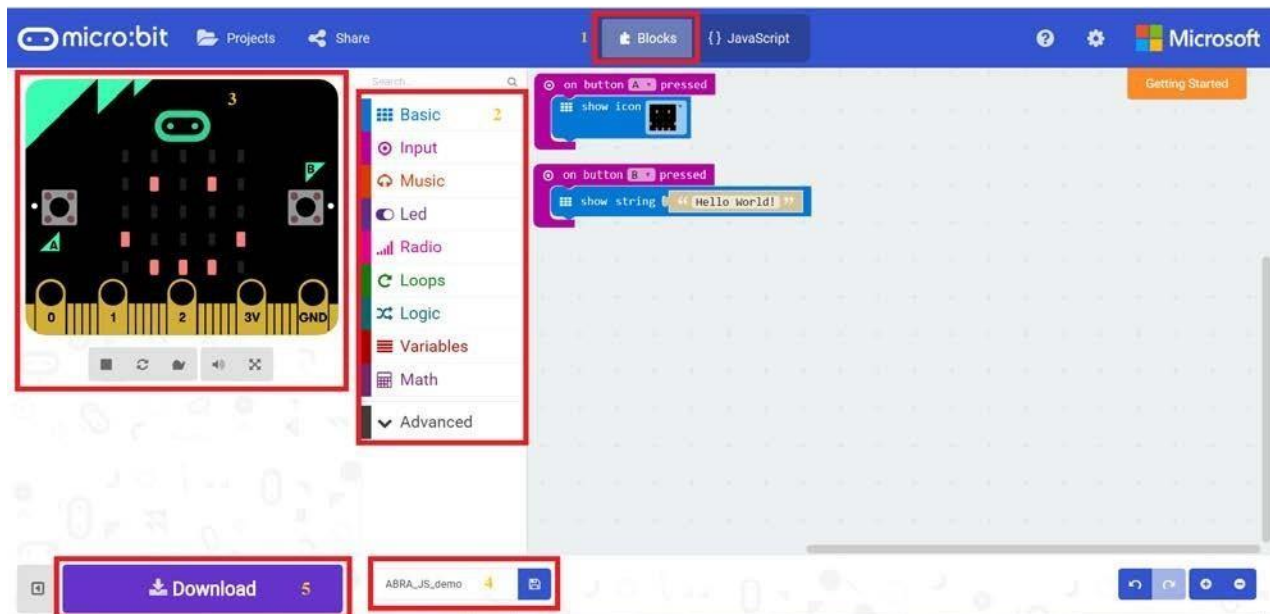 micro:bit Projects Share 1 Blocks {} JavaScript ? Microsoft
Getting Started
3
B
A
0 1 2 3V GND
Search...
Basic 2
Input
Music
Led
Radio
Loops
Logic
Variables
Math
Advanced
on button A pressed
show icon
on button B pressed
show string “ Hello World! ”
Download 5
ABRA_JS_demo 4